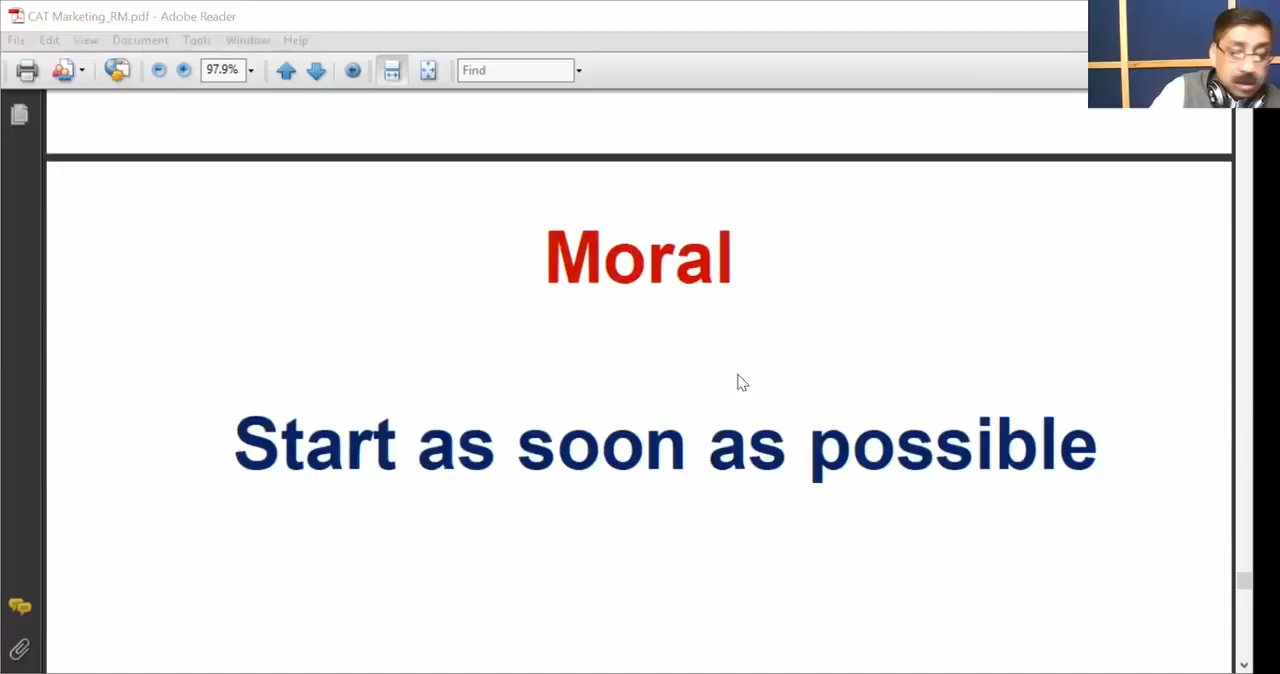 CAT Marketing_RM.pdf - Adobe Reader
File Edit View Document Tools Window Help
97.9% Find
Moral
Start as soon as possible